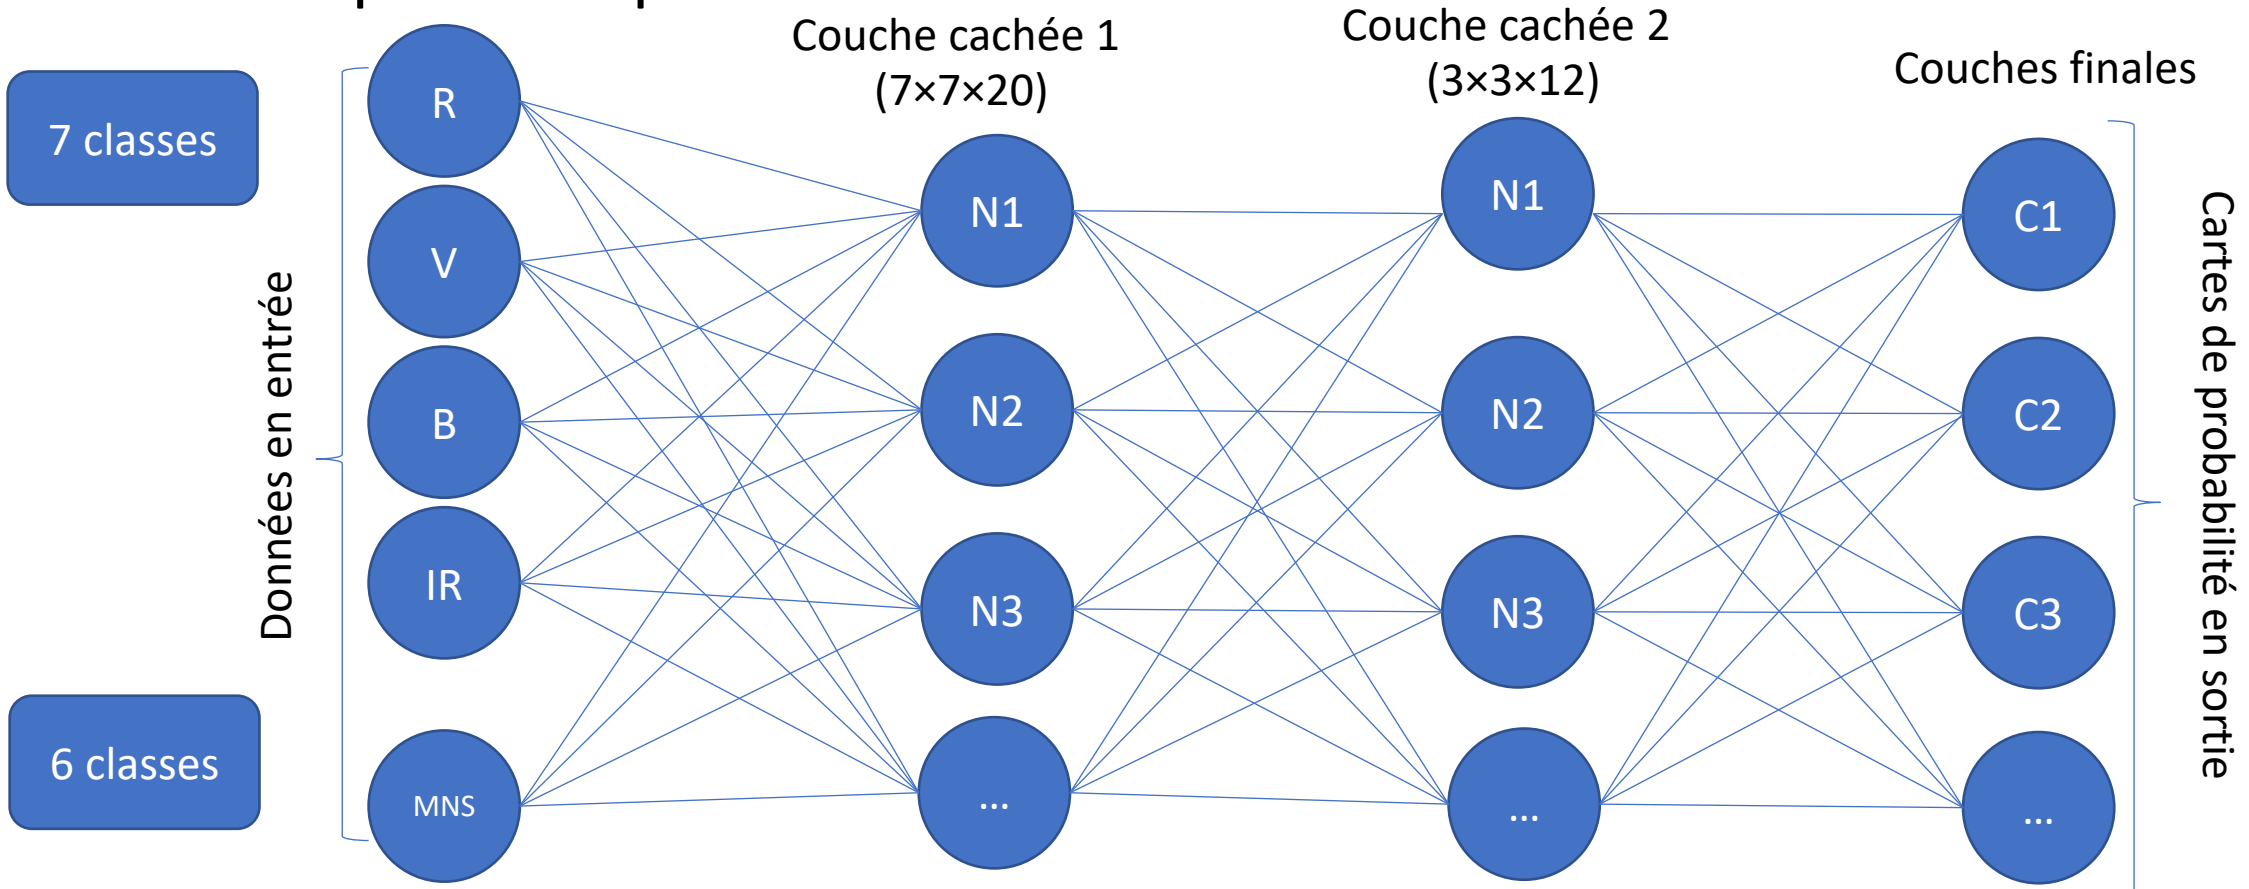 Couche cachée 1
(7×7×20)
Couche cachée 2
(3×3×12)
Couches finales
7 classes
6 classes
Données en entrée
R
V
B
IR
MNS
N1
N2
N3
...
N1
N2
N3
...
C1
C2
C3
...
Cartes de probabilité en sortie